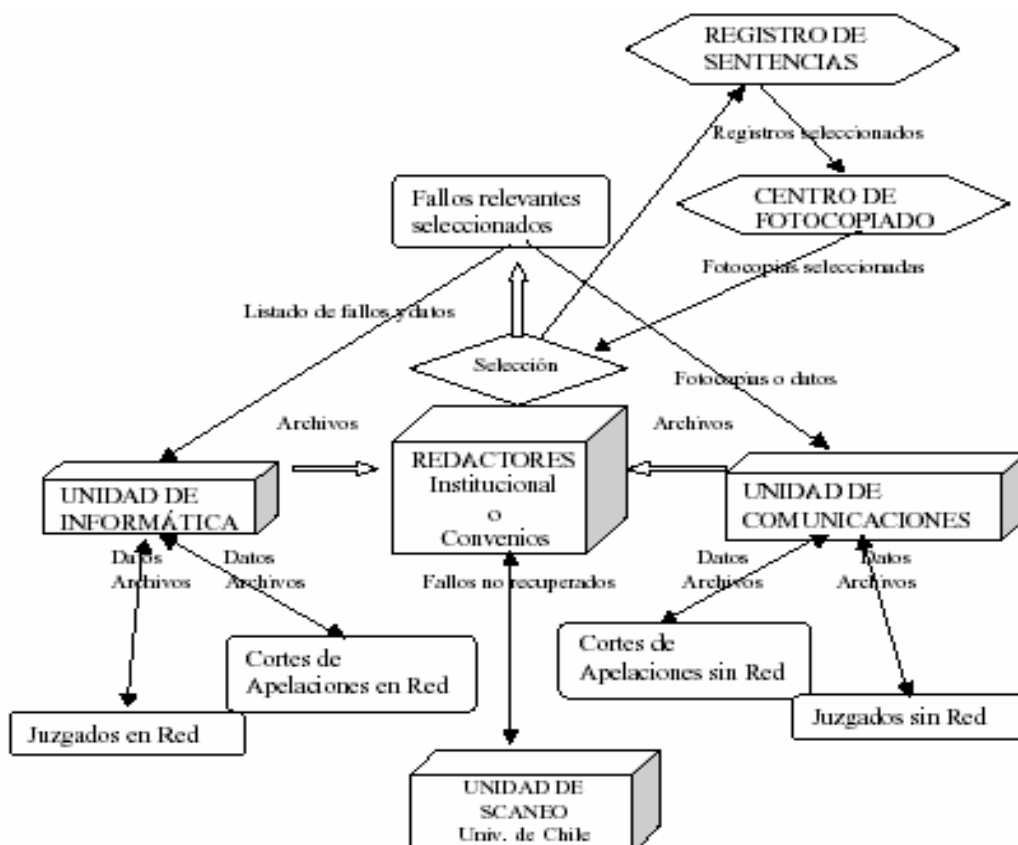 REGISTRO DE
SENTENCIAS
Registros seleccionados
Fallos relevantes
seleccionados
CENTRO DE
FOTOCOPIADO
Fotocopias seleccionadas
Listado de fallos y datos
Selección
Fotocopias o datos
Archivos
Archivos
REDACTORES
Institucional
o
Convenios
UNIDAD DE
INFORMÁTICA
UNIDAD DE
COMUNICACIONES
Datos
Archivos
Datos
Archivos
Fallos no recuperados
Datos
Archivos
Datos
Archivos
Cortes de
Apelaciones en Red
Cortes de
Apelaciones sin Red
Juzgados en Red
Juzgados sin Red
UNIDAD DE
SCANEO
Univ. de Chile